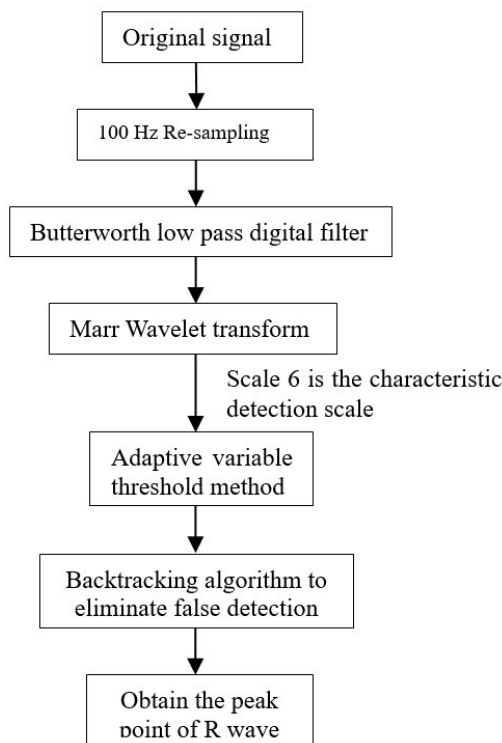 Original signal
100 Hz Re-sampling
Butterworth low pass digital filter
Marr Wavelet transform
Scale 6 is the characteristic
detection scale
Adaptive variable
threshold method
Backtracking algorithm to
eliminate false detection
Obtain the peak
point of R wave